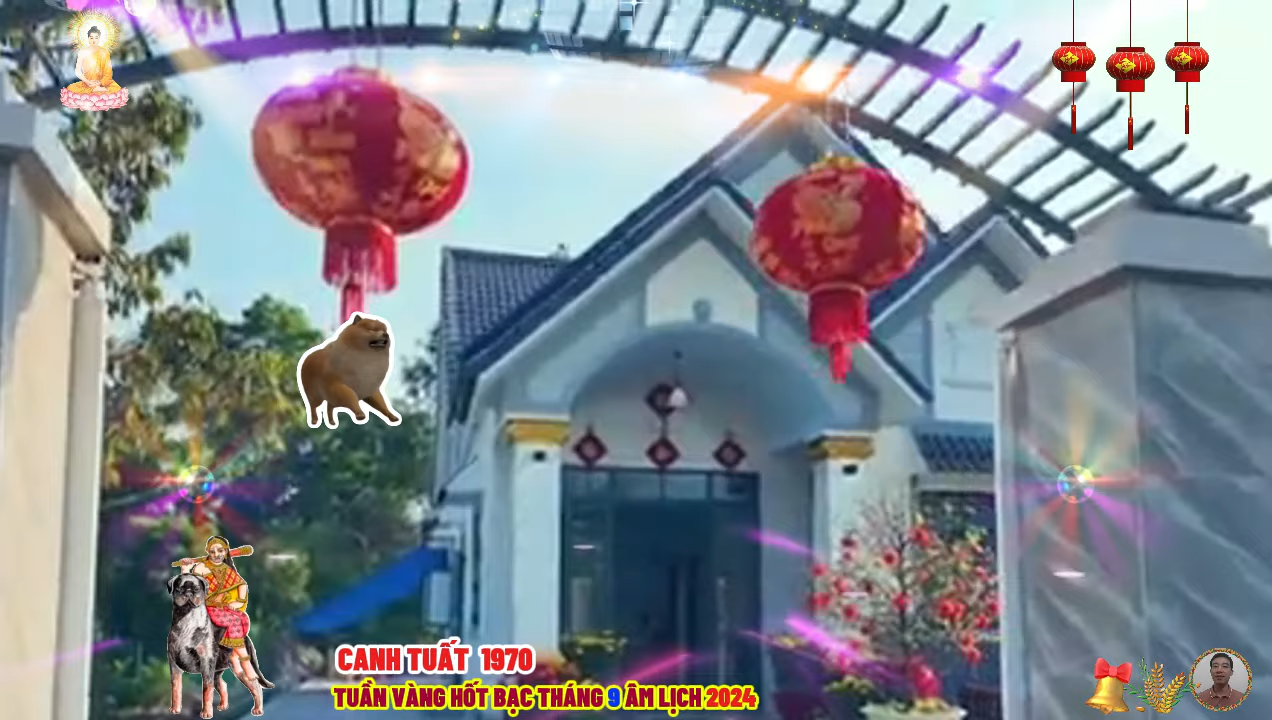 CANH TUẤT 1970
TUẦN VÀNG HỐT BẠC THÁNG 9 ÂM LỊCH 2024